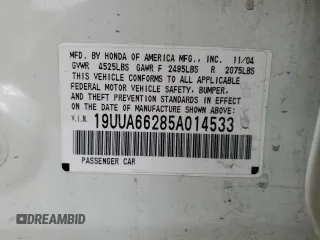 MFD. BY HONDA OF AMERICA MFG., INC. 11/04
GVWR 4525LBS GAWR F 2495LBS R 2075LBS
THIS VEHICLE CONFORMS TO ALL APPLICABLE
FEDERAL MOTOR VEHICLE SAFETY, BUMPER,
AND THEFT PREVENTION STANDARDS IN EFFECT
ON THE DATE OF MANUFACTURE SHOWN ABOVE.
V.I.N. 19UUA66285A014533
PASSENGER CAR
DREAMBID